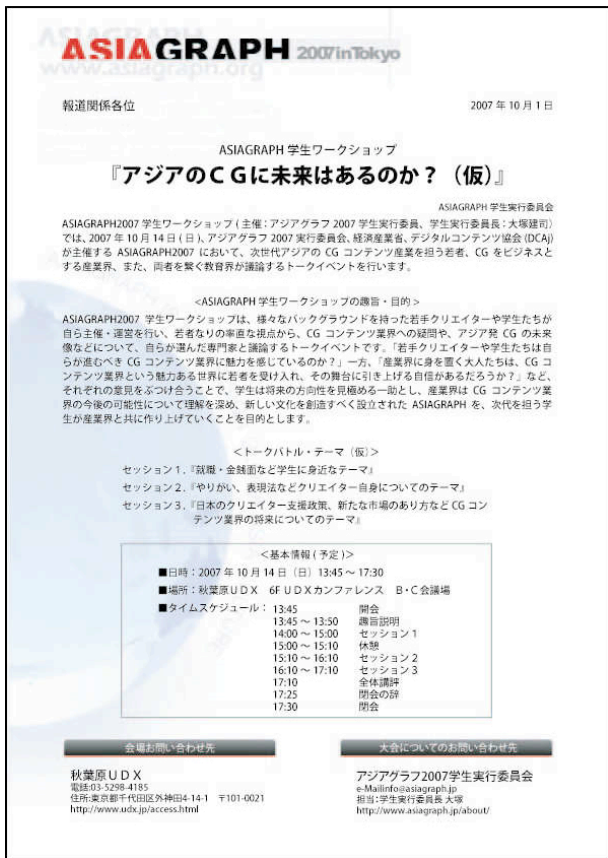 ASIAGRAPH 2007inTokyo
www.asiagraph.org
報道関係各位
2007 年 10 月 1 日
ASIAGRAPH 学生ワークショップ
『アジアのＣＧに未来はあるのか？（仮）』
ASIAGRAPH 学生実行委員会
ASIAGRAPH2007 学生ワークショップ ( 主催：アジアグラフ 2007 学生実行委員、学生実行委員長：大塚建司)
では、2007 年 10 月 14 日 ( 日 )、アジアグラフ 2007 実行委員会、経済産業省、デジタルコンテンツ協会 (DCAj)
が主催する ASIAGRAPH2007 において、次世代アジアの CG コンテンツ産業を担う若者、CG をビジネスと
する産業界、また、両者を繋ぐ教育界が議論するトークイベントを行います。
＜ASIAGRAPH 学生ワークショップの趣旨・目的＞
ASIAGRAPH2007 学生ワークショップは、様々なバックグラウンドを持った若手クリエイターや学生たちが
自ら主催・運営を行い、若者なりの率直な視点から、CG コンテンツ業界への疑問や、アジア発 CG の未来
像などについて、自らが選んだ専門家と議論するトークイベントです。「若手クリエイターや学生たちは自
らが進むべき CG コンテンツ業界に魅力を感じているのか？」一方、「産業界に身を置く大人たちは、CG コ
ンテンツ業界という魅力ある世界に若者を受け入れ、その舞台に引き上げる自信があるだろうか？」など、
それぞれの意見をぶつけ合うことで、学生は将来の方向性を見極める一助とし、産業界は CG コンテンツ業
界の今後の可能性について理解を深め、新しい文化を創造すべく設立された ASIAGRAPH を、次代を担う学
生が産業界と共に作り上げていくことを目的とします。
＜トークバトル・テーマ（仮）＞
セッション１.『就職・金銭面など学生に身近なテーマ』
セッション２.『やりがい、表現法などクリエイター自身についてのテーマ』
セッション３.『日本のクリエイター支援政策、新たな市場のあり方など CG コン
テンツ業界の将来についてのテーマ』
＜基本情報 ( 予定 )＞
■日時：2007 年 10 月 14 日（日）13:45 ～ 17:30
■場所：秋葉原ＵＤＸ 6F ＵＤＸカンファレンス Ｂ・Ｃ会議場
■タイムスケジュール： 13:45 開会
13:45 ～ 13:50 趣旨説明
14:00 ～ 15:00 セッション１
15:00 ～ 15:10 休憩
15:10 ～ 16:10 セッション２
16:10 ～ 17:10 セッション３
17:10 全体講評
17:25 閉会の辞
17:30 閉会
会場お問い合わせ先
秋葉原ＵＤＸ
電話:03-5298-4185
住所:東京都千代田区外神田4-14-1 〒101-0021
http://www.udx.jp/access.html
大会についてのお問い合わせ先
アジアグラフ2007学生実行委員会
e-Mailinfo@asiagraph.jp
担当：学生実行委員長 大塚
http://www.asiagraph.jp/about/